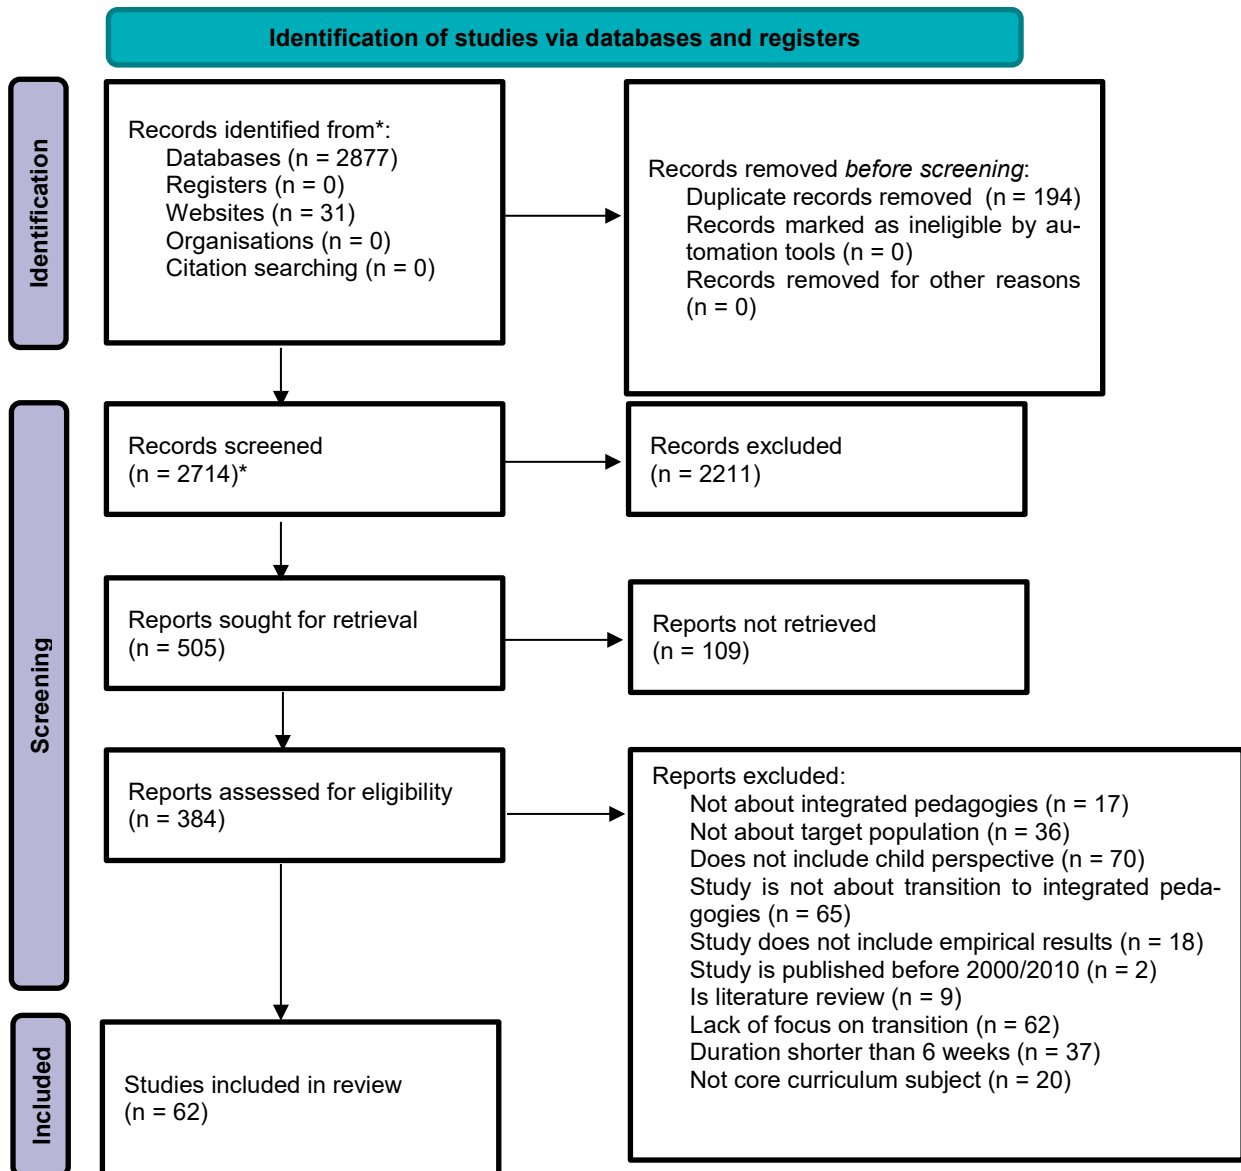 Identification of studies via databases and registers
Identification
Records identified from*:
Databases (n = 2877)
Registers (n = 0)
Websites (n = 31)
Organisations (n = 0)
Citation searching (n = 0)
Records removed before screening:
Duplicate records removed (n = 194)
Records marked as ineligible by au-
tomation tools (n = 0)
Records removed for other reasons
(n = 0)
Screening
Records screened
(n = 2714)*
Records excluded
(n = 2211)
Reports sought for retrieval
(n = 505)
Reports not retrieved
(n = 109)
Reports assessed for eligibility
(n = 384)
Reports excluded:
Not about integrated pedagogies (n = 17)
Not about target population (n = 36)
Does not include child perspective (n = 70)
Study is not about transition to integrated peda-
gogies (n = 65)
Study does not include empirical results (n = 18)
Study is published before 2000/2010 (n = 2)
Is literature review (n = 9)
Lack of focus on transition (n = 62)
Duration shorter than 6 weeks (n = 37)
Not core curriculum subject (n = 20)
Included
Studies included in review
(n = 62)